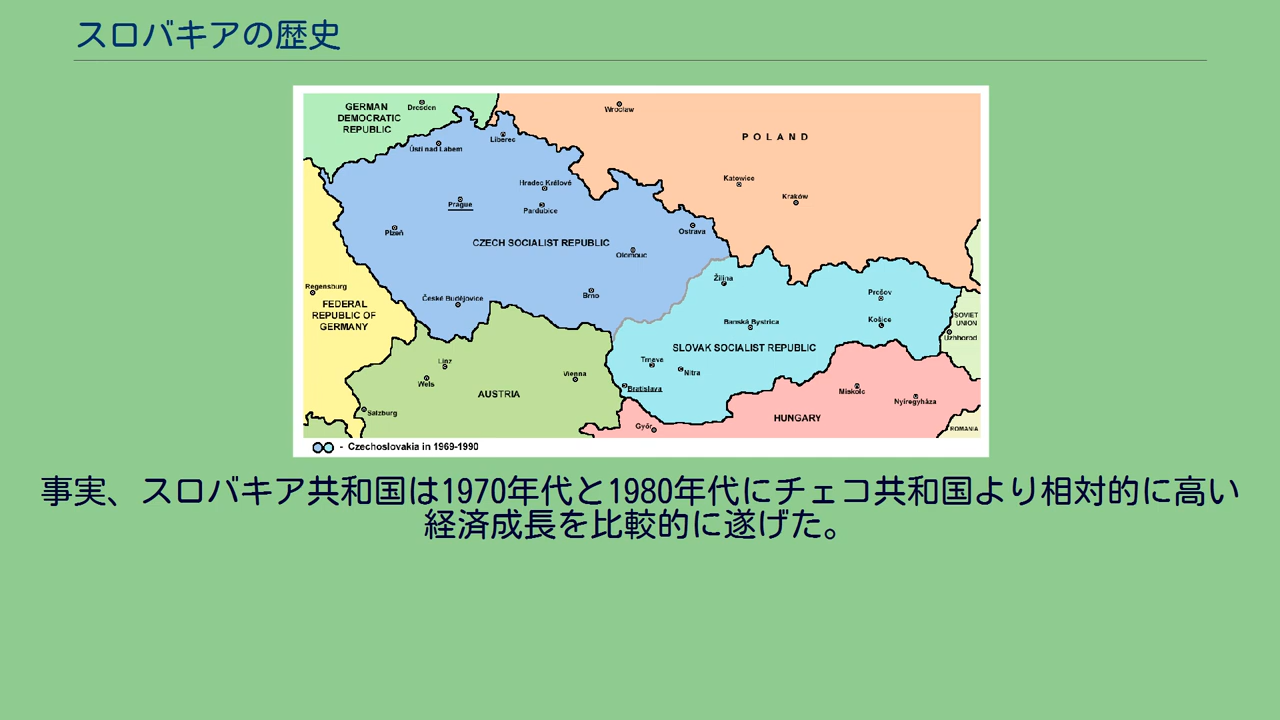 スロバキアの歴史
GERMAN
DEMOCRATIC
REPUBLIC
Dresden
Wrocław
POLAND
Liberec
Ústí nad Labem
Katowice
Hradec Králové
Kraków
Prague
Pardubice
Plzeň
Ostrava
CZECH SOCIALIST REPUBLIC
Olomouc
Žilina
Regensburg
České Budějovice
Brno
Prešov
FEDERAL
REPUBLIC OF
GERMANY
Banská Bystrica
Košice
SOVIET
UNION
Uzhhorod
SLOVAK SOCIALIST REPUBLIC
Linz
Trnava
Nitra
Wels
Vienna
Bratislava
AUSTRIA
Miskolc
Nyíregyháza
Salzburg
HUNGARY
Győr
ROMANIA
- Czechoslovakia in 1969-1990
事実、スロバキア共和国は1970年代と1980年代にチェコ共和国より相対的に高い
経済成長を比較的に遂げた。